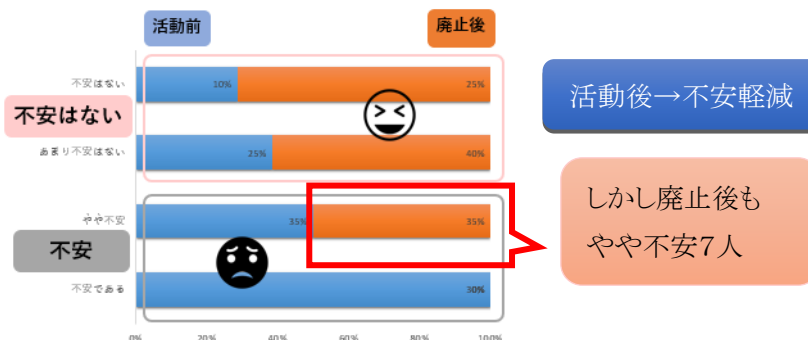 活動前
廃止後
不安はない
10%
25%
不安はない
あまり不安はない
25%
40%
やや不安
35%
35%
不安
不安である
30%
0%
20%
40%
60%
80%
100%
活動後→不安軽減
しかし廃止後も
やや不安7人